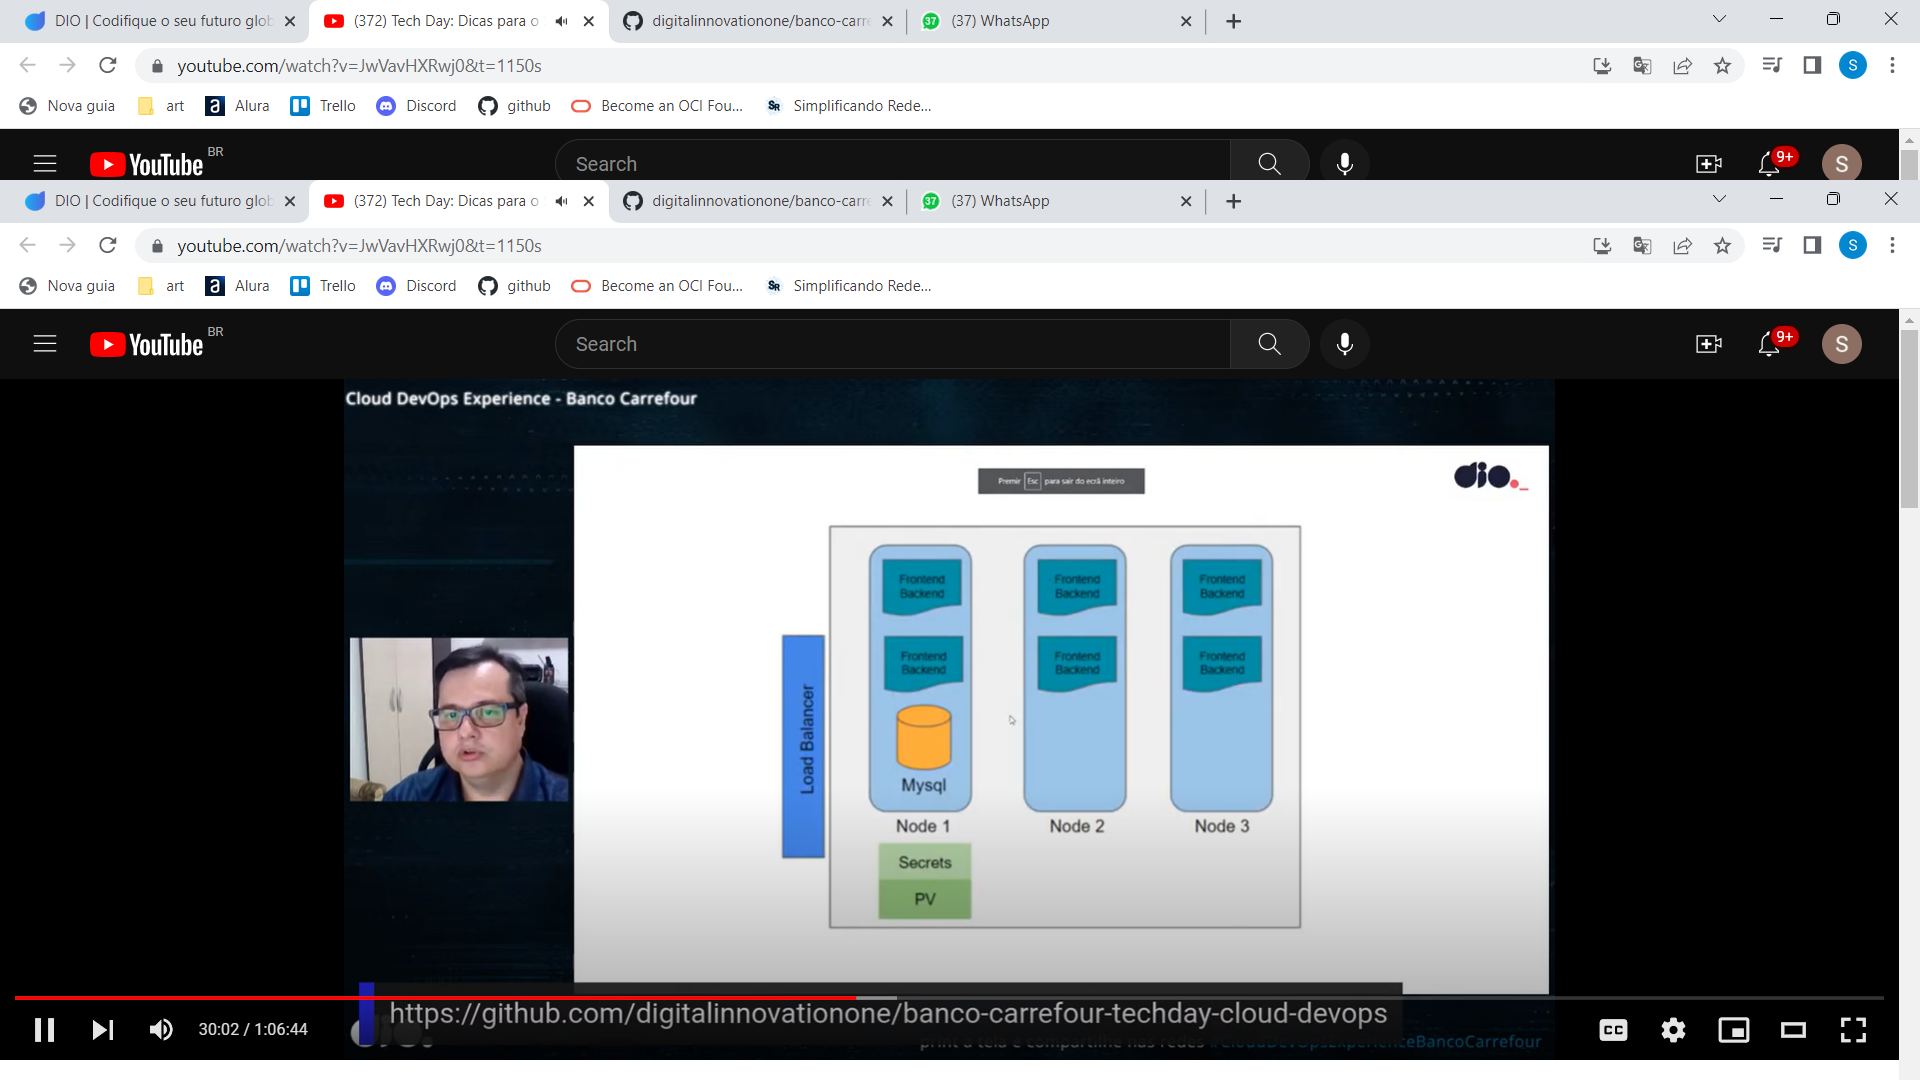 DIO | Codifique o seu futuro glob
(372) Tech Day: Dicas para o
digitalinnovationone/banco-carre
37
(37) WhatsApp
youtube.com/watch?v=JwVavHXRwj0&t=1150s
S
Nova guia
art
a
Alura
Trello
Discord
github
Become an OCI Fou...
SR
Simplificando Rede...
YouTube
BR
Search
9+
S
DIO | Codifique o seu futuro glob
(372) Tech Day: Dicas para o
digitalinnovationone/banco-carre
37
(37) WhatsApp
youtube.com/watch?v=JwVavHXRwj0&t=1150s
S
Nova guia
art
a
Alura
Trello
Discord
github
Become an OCI Fou...
SR
Simplificando Rede...
YouTube
BR
Search
9+
S
Cloud DevOps Experience - Banco Carrefour
Premir Esc para sair do ecrã inteiro
dio._
Frontend
Backend
Frontend
Backend
Frontend
Backend
Frontend
Backend
Frontend
Backend
Frontend
Backend
Load Balancer
Mysql
Node 1
Node 2
Node 3
Secrets
PV
https://github.com/digitalinnovationone/banco-carrefour-techday-cloud-devops
30:02 / 1:06:44
CC
print a tela e compartilhe nas redes #CloudDevOpsExperienceBancoCarrefour